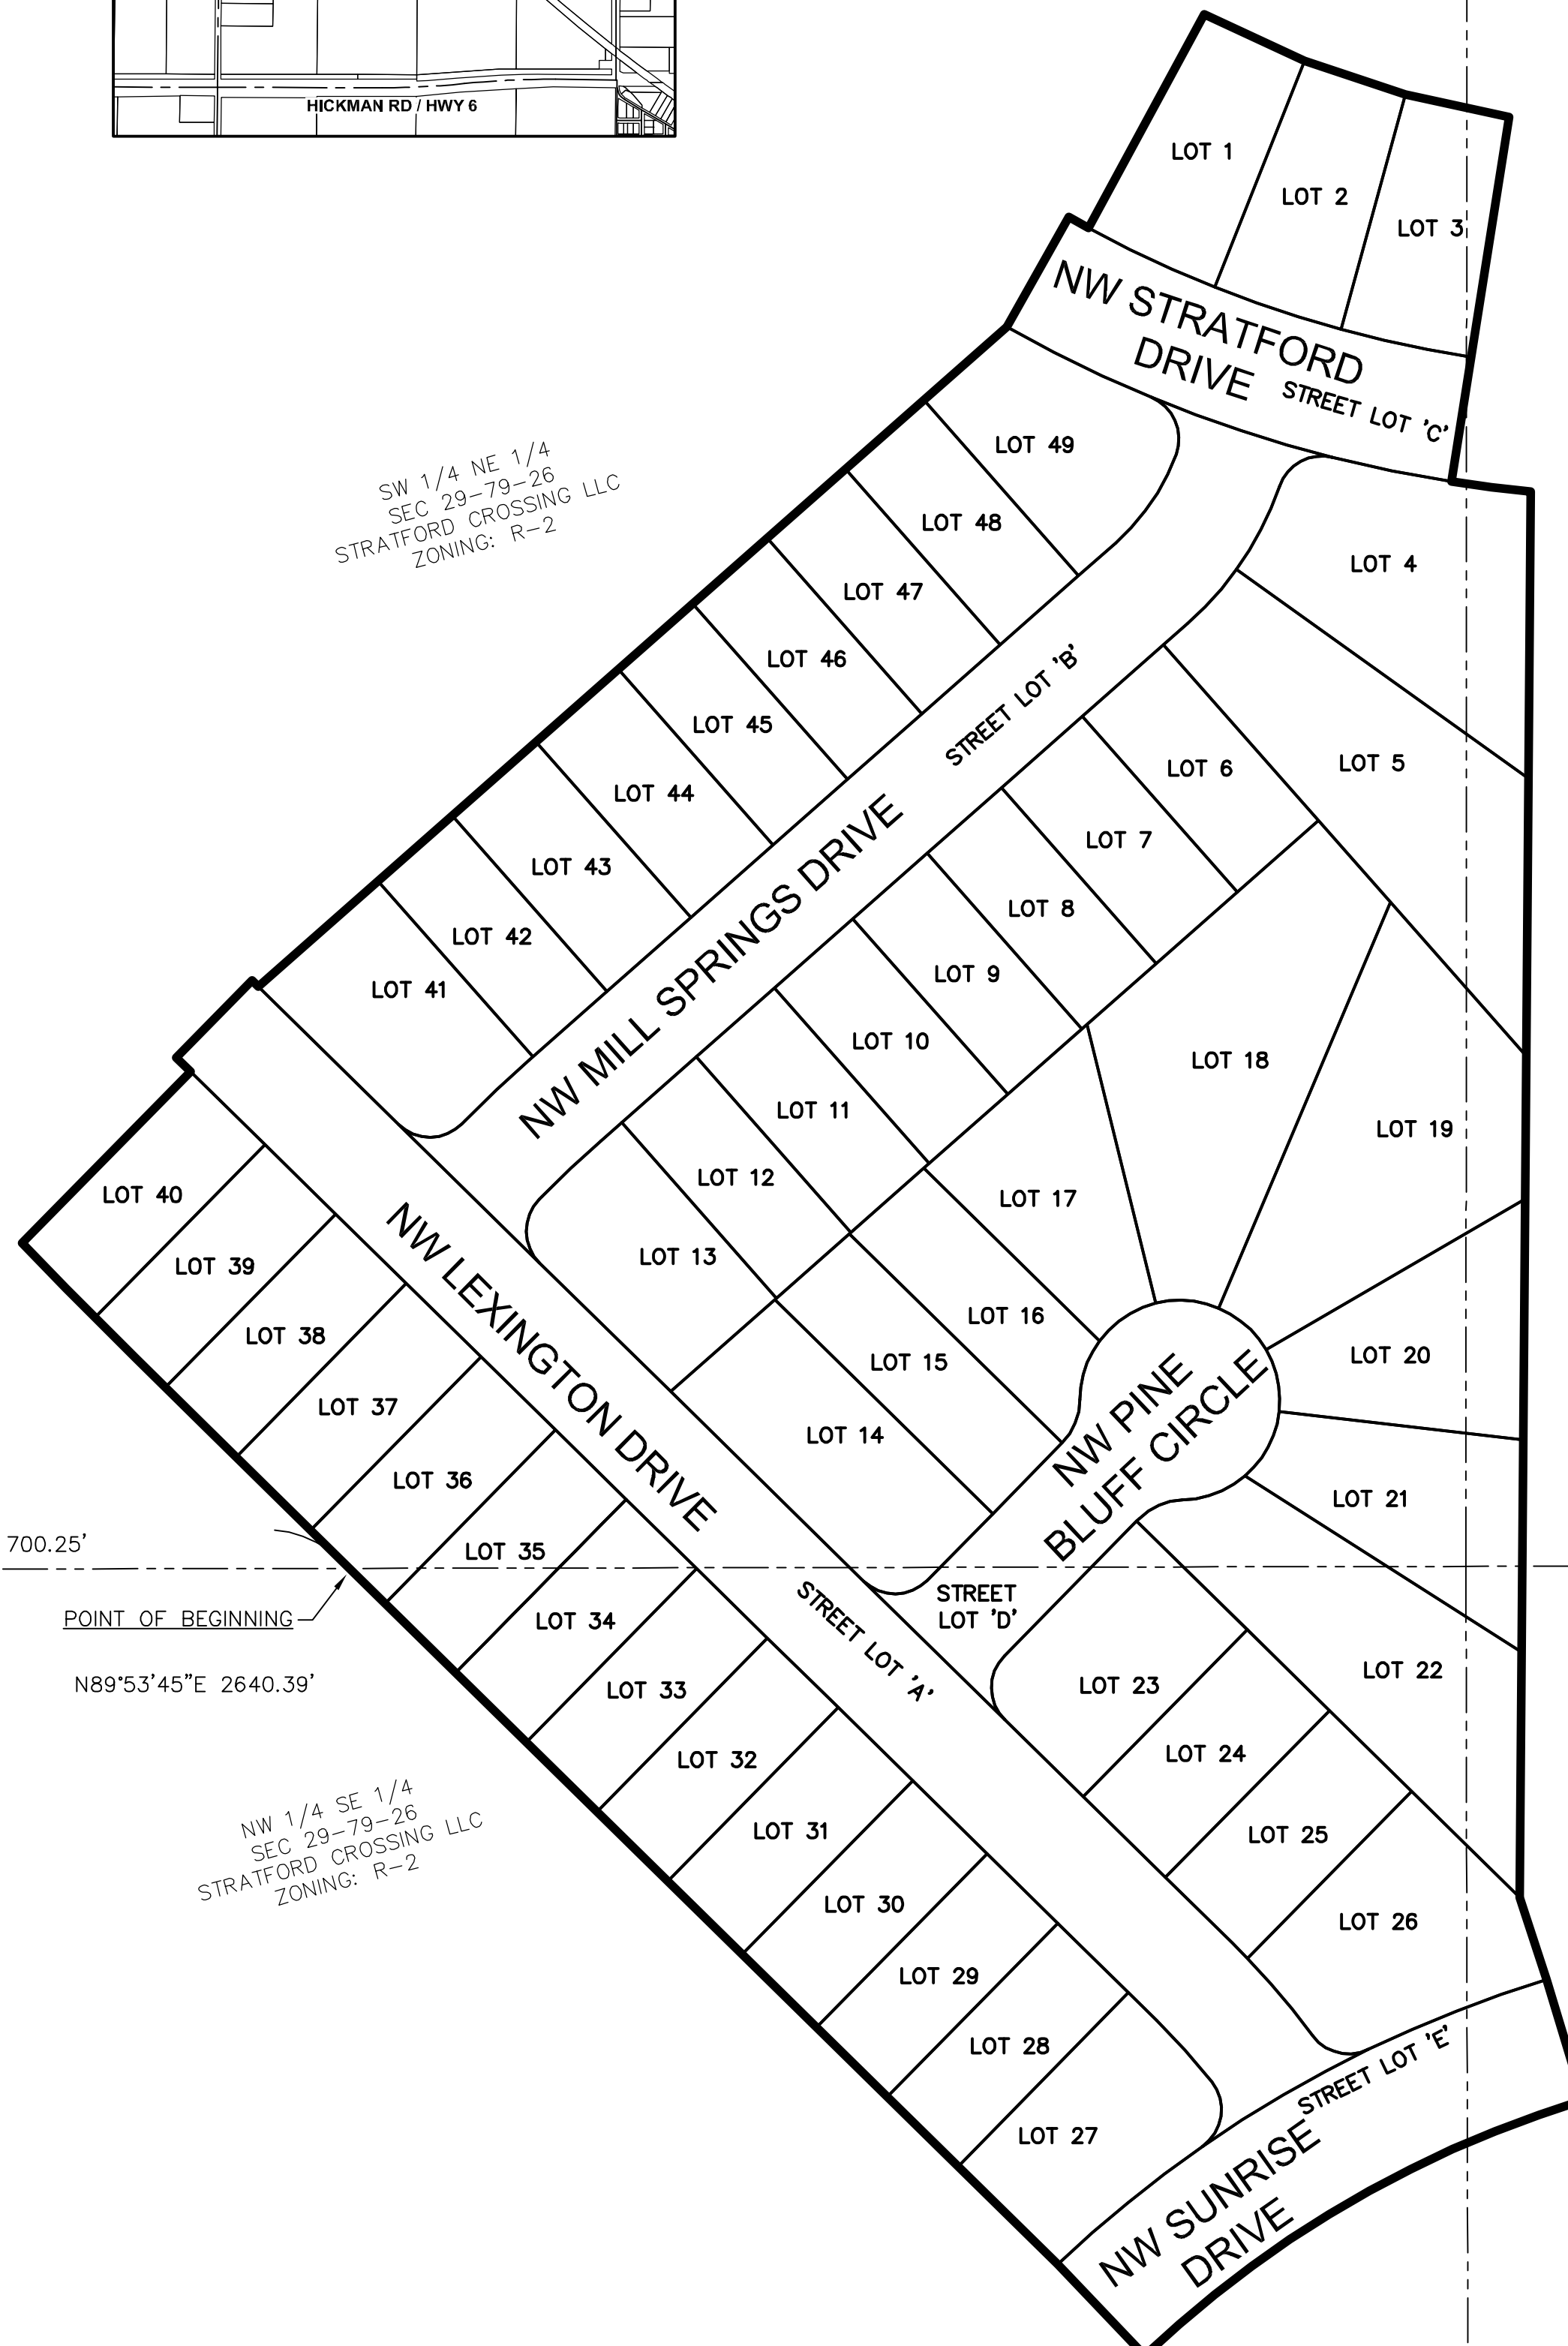 HICKMAN RD / HWY 6
LOT 1
LOT 2
LOT 3
NW STRATFORD
DRIVE
STREET LOT 'C'
LOT 49
SW 1/4 NE 1/4
SEC 29-79-26
STRATFORD CROSSING LLC
ZONING: R-2
LOT 48
LOT 4
LOT 47
LOT 46
STREET LOT 'B'
LOT 45
LOT 5
LOT 6
LOT 44
LOT 7
LOT 43
NW MILL SPRINGS DRIVE
LOT 8
LOT 42
LOT 9
LOT 41
LOT 10
LOT 18
LOT 11
LOT 19
LOT 12
LOT 40
LOT 17
LOT 13
LOT 39
LOT 16
LOT 38
NW LEXINGTON DRIVE
LOT 15
LOT 20
LOT 37
LOT 14
NW PINE
BLUFF CIRCLE
LOT 36
LOT 21
700.25'
LOT 35
POINT OF BEGINNING
LOT 34
STREET LOT 'A'
STREET
LOT 'D'
N89°53'45"E 2640.39'
LOT 33
LOT 23
LOT 22
LOT 32
LOT 24
NW 1/4 SE 1/4
SEC 29-79-26
STRATFORD CROSSING LLC
ZONING: R-2
LOT 31
LOT 25
LOT 30
LOT 26
LOT 29
LOT 28
STREET LOT 'E'
LOT 27
NW SUNRISE
DRIVE